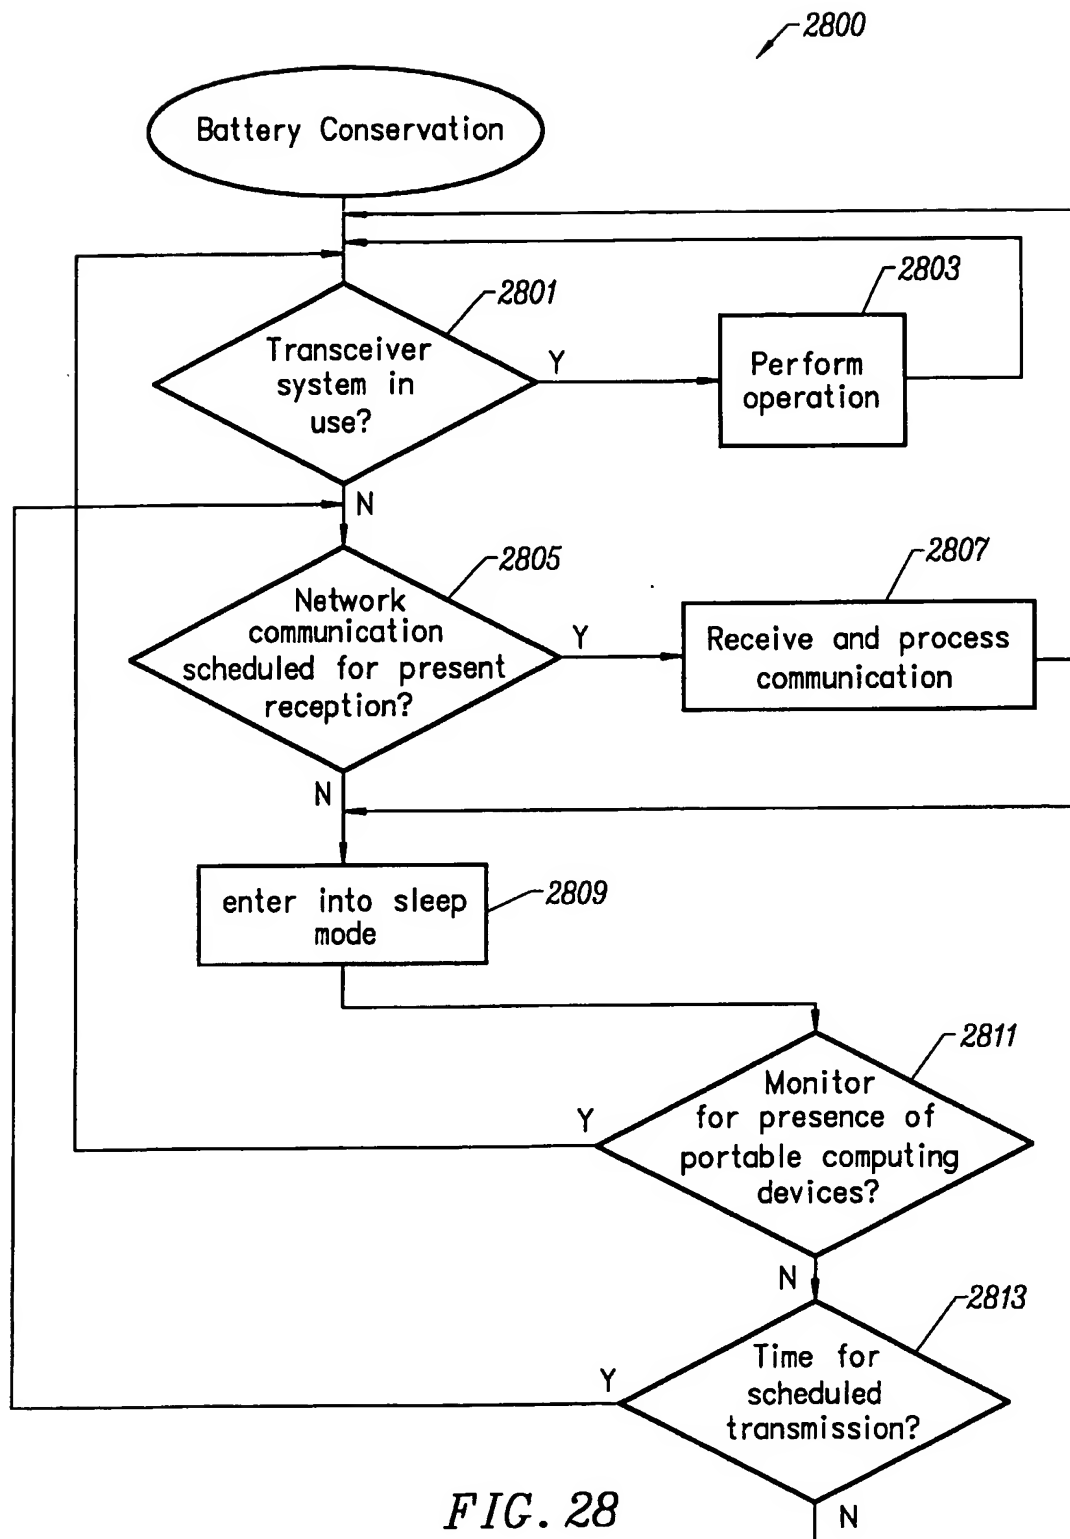 2800
Battery Conservation
2801
Transceiver
system in
use?
Y
2803
Perform
operation
N
2805
Network
communication
scheduled for present
reception?
Y
2807
Receive and process
communication
N
enter into sleep
mode
2809
2811
Monitor
for presence of
portable computing
devices?
Y
N
2813
Time for
scheduled
transmission?
Y
N
FIG. 28